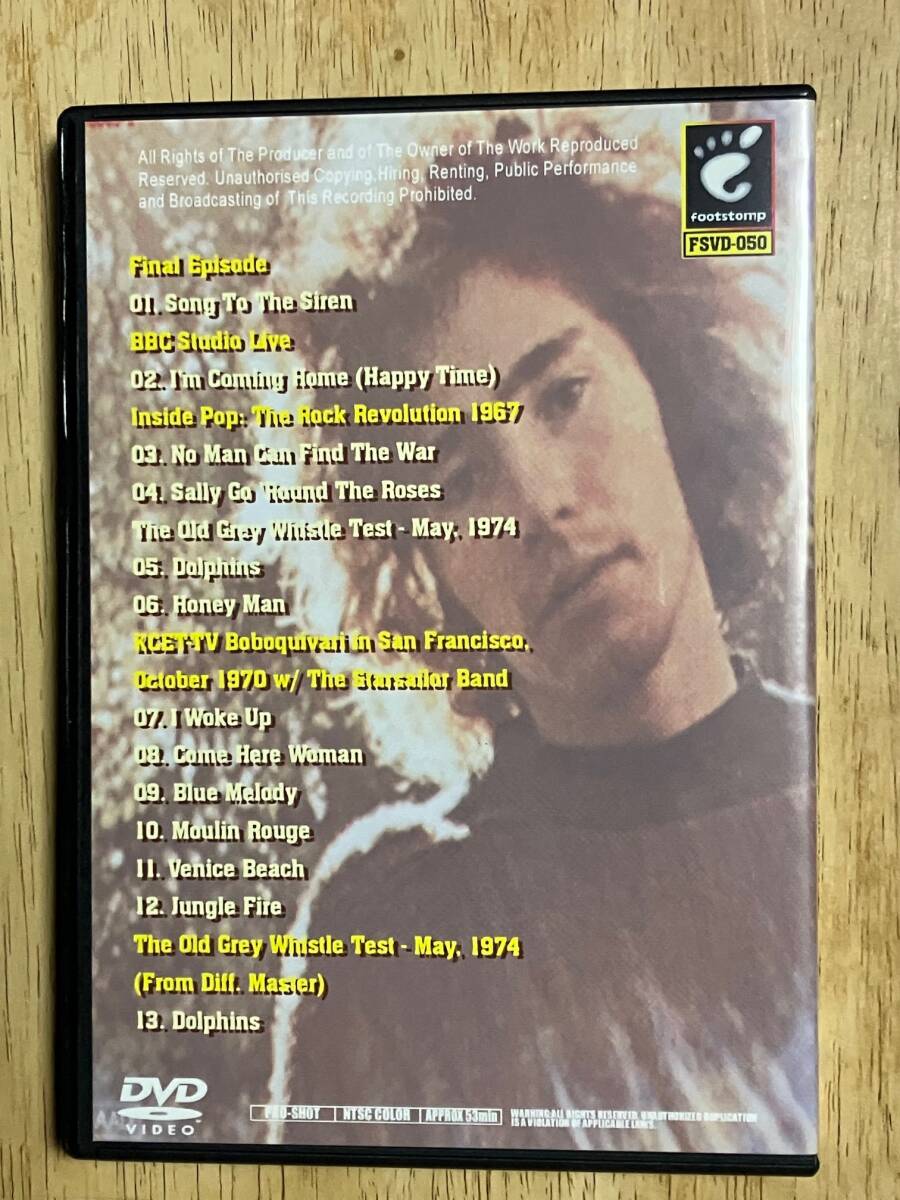 All Rights of The Producer and of The Owner of The Work Reproduced
Reserved. Unauthorised Copying, Hiring, Renting, Public Performance
and Broadcasting of This Recording Prohibited.
footstomp
FSVD-050
Final Episode
01. Song To The Siren
BBC Studio Live
02. I'm Coming Home (Happy Time)
Inside Pop: The Rock Revolution 1967
03. No Man Can Find The War
04. Sally Go 'Round The Roses
The Old Grey Whistle Test - May, 1974
05. Dolphins
06. Honey Man
KCET-TV Boboquivari in San Francisco,
October 1970 w/ The Starsailor Band
07. I Woke Up
08. Come Here Woman
09. Blue Melody
10. Moulin Rouge
11. Venice Beach
12. Jungle Fire
The Old Grey Whistle Test - May, 1974
(From Diff. Master)
13. Dolphins
DVD
VIDEO
PRO-SHOT NTSC COLOR APPROX 53min
WARNING: ALL RIGHTS RESERVED. UNAUTHORIZED DUPLICATION
IS A VIOLATION OF APPLICABLE LAWS.